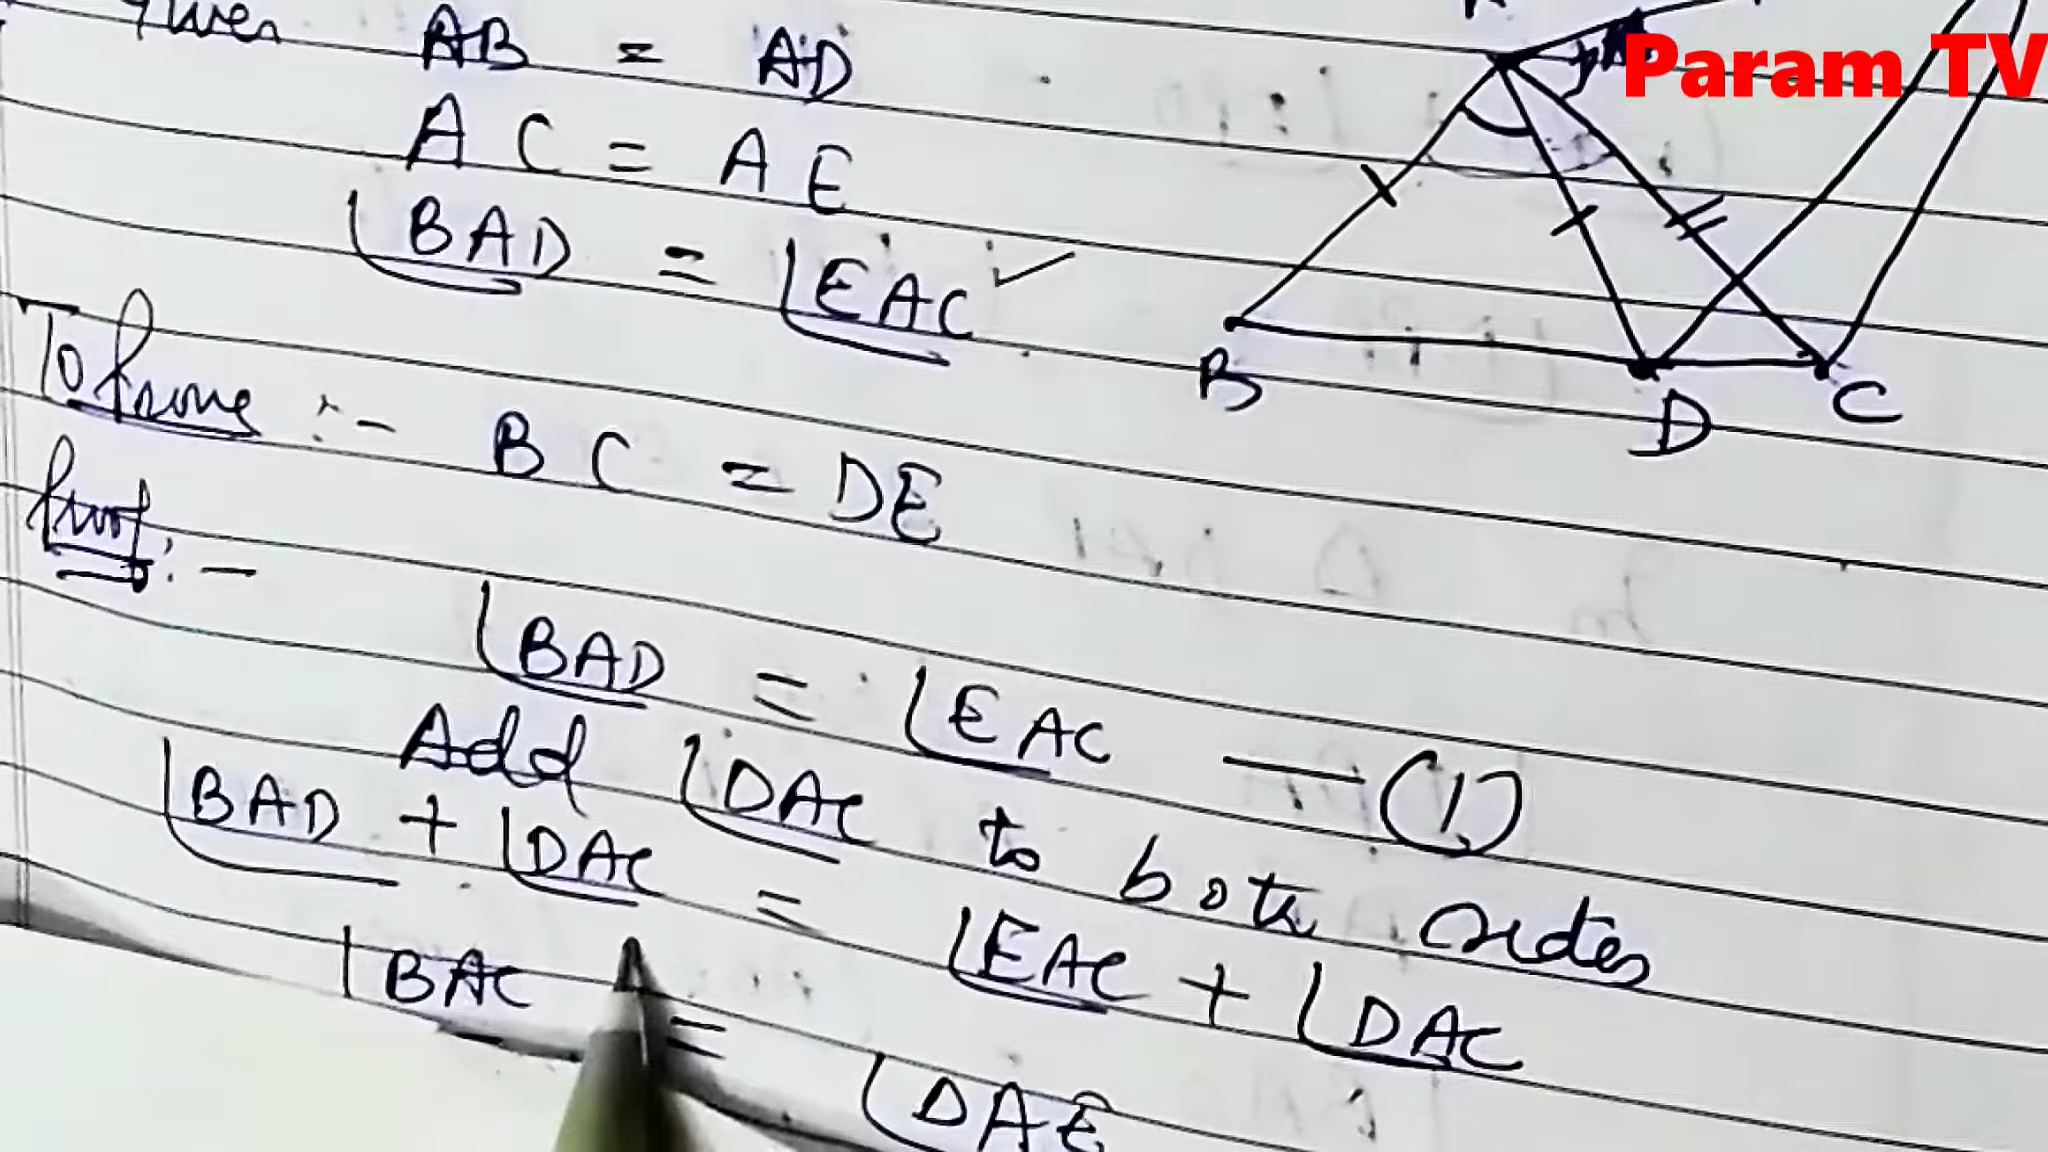 Given AB = AD
Param TV
AC = AE
∠BAD = ∠EAC ✓
B
D
C
To Prove :- BC = DE
Proof :-
∠BAD = ∠EAC — (1)
Add ∠DAC to both sides
∠BAD + ∠DAC = ∠EAC + ∠DAC
∠BAC = ∠DAE